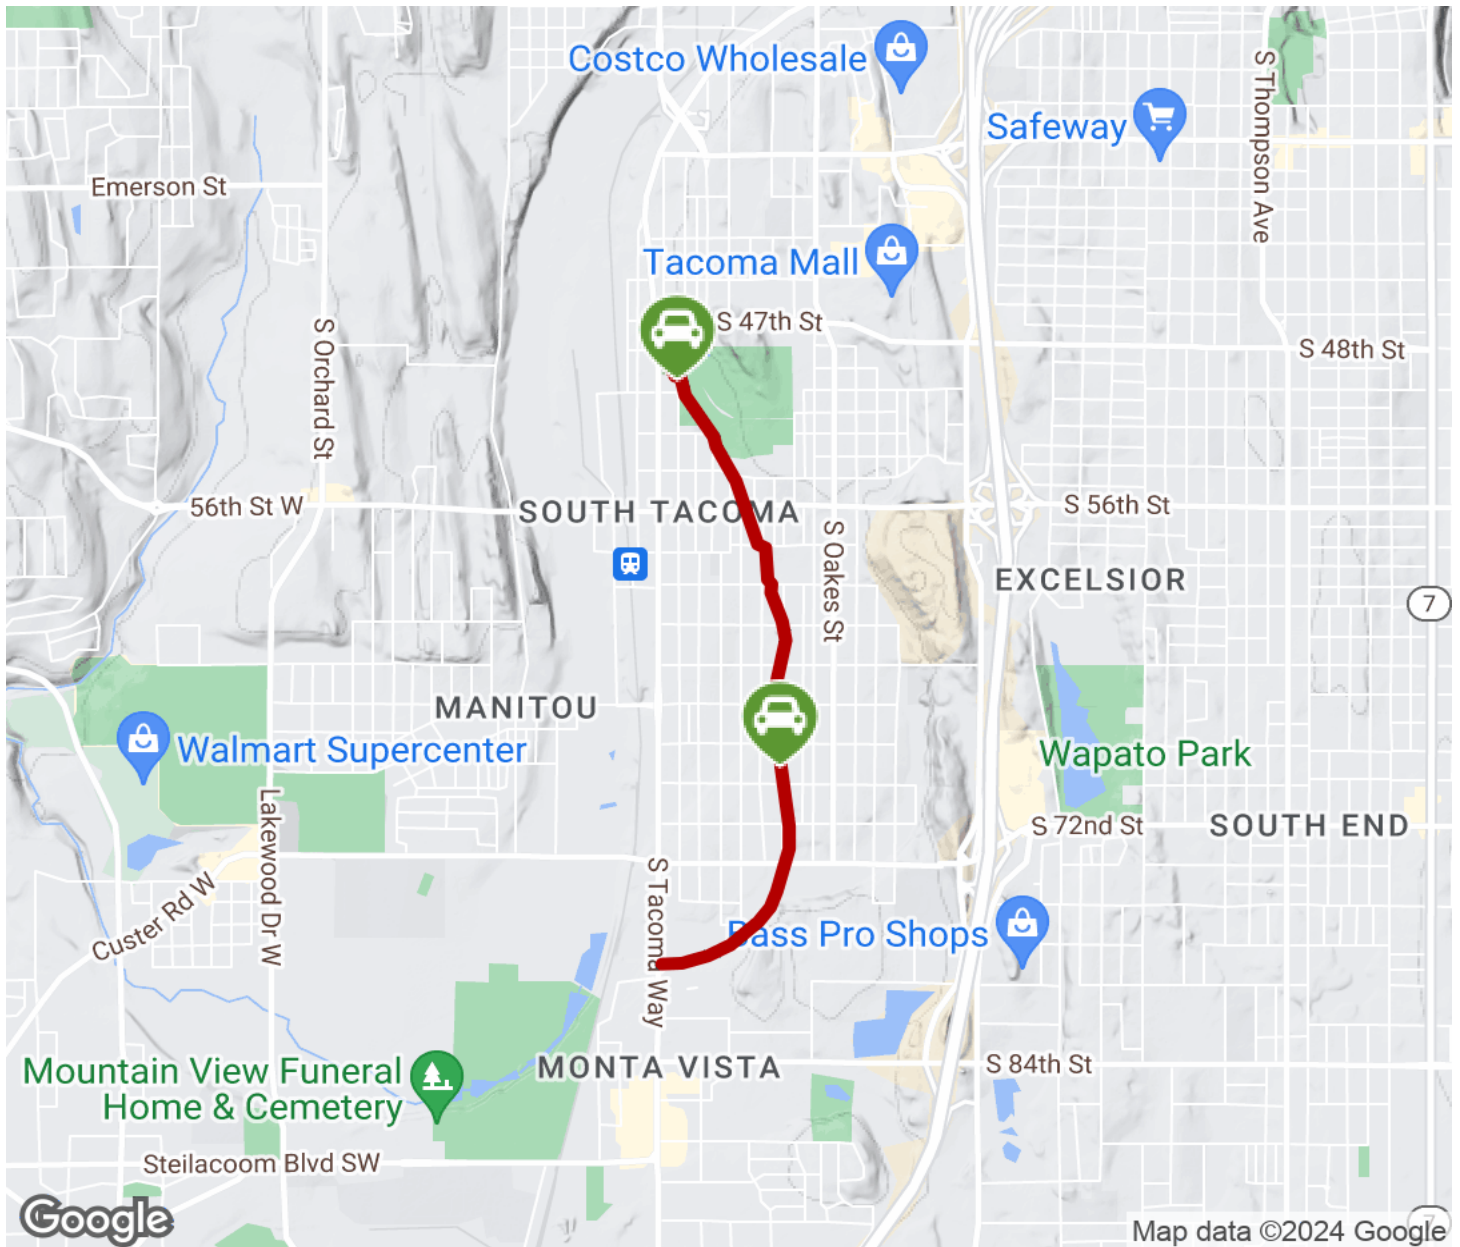 Costco Wholesale
Safeway
S Thompson Ave
Emerson St
Tacoma Mall
S 47th St
S Orchard St
S 48th St
56th St W
SOUTH TACOMA
S 56th St
S Oakes St
EXCELSIOR
7
MANITOU
Walmart Supercenter
Wapato Park
Lakewood Dr W
S 72nd St
SOUTH END
Custer Rd W
S Tacoma Way
Bass Pro Shops
Mountain View Funeral
Home & Cemetery
MONTA VISTA
S 84th St
Steilacoom Blvd SW
Google
7
Map data ©2024 Google